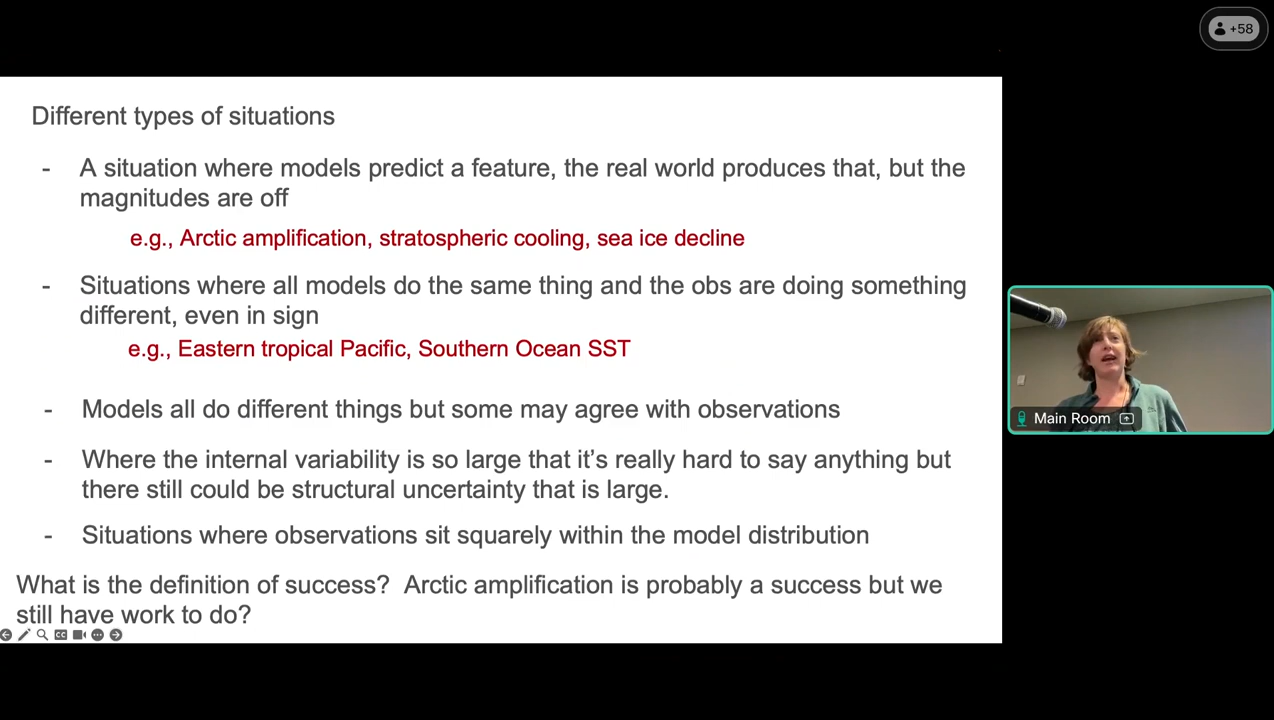 +58
Different types of situations
- A situation where models predict a feature, the real world produces that, but the
magnitudes are off
e.g., Arctic amplification, stratospheric cooling, sea ice decline
- Situations where all models do the same thing and the obs are doing something
different, even in sign
e.g., Eastern tropical Pacific, Southern Ocean SST
- Models all do different things but some may agree with observations
- Where the internal variability is so large that it's really hard to say anything but
there still could be structural uncertainty that is large.
- Situations where observations sit squarely within the model distribution
What is the definition of success? Arctic amplification is probably a success but we
still have work to do?
CC
Main Room